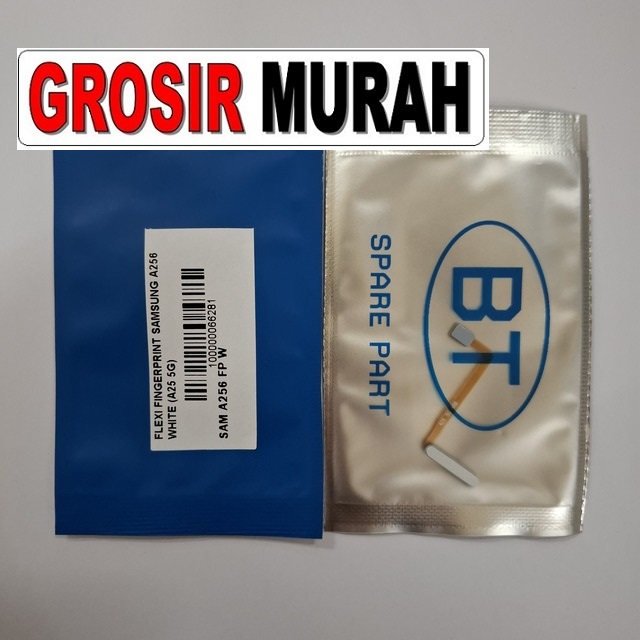 GROSIR MURAH
FLEXI FINGERPRINT SAMSUNG A256
WHITE (A25 5G)
100000066281
SAM A256 FP W
BT
SPARE PART